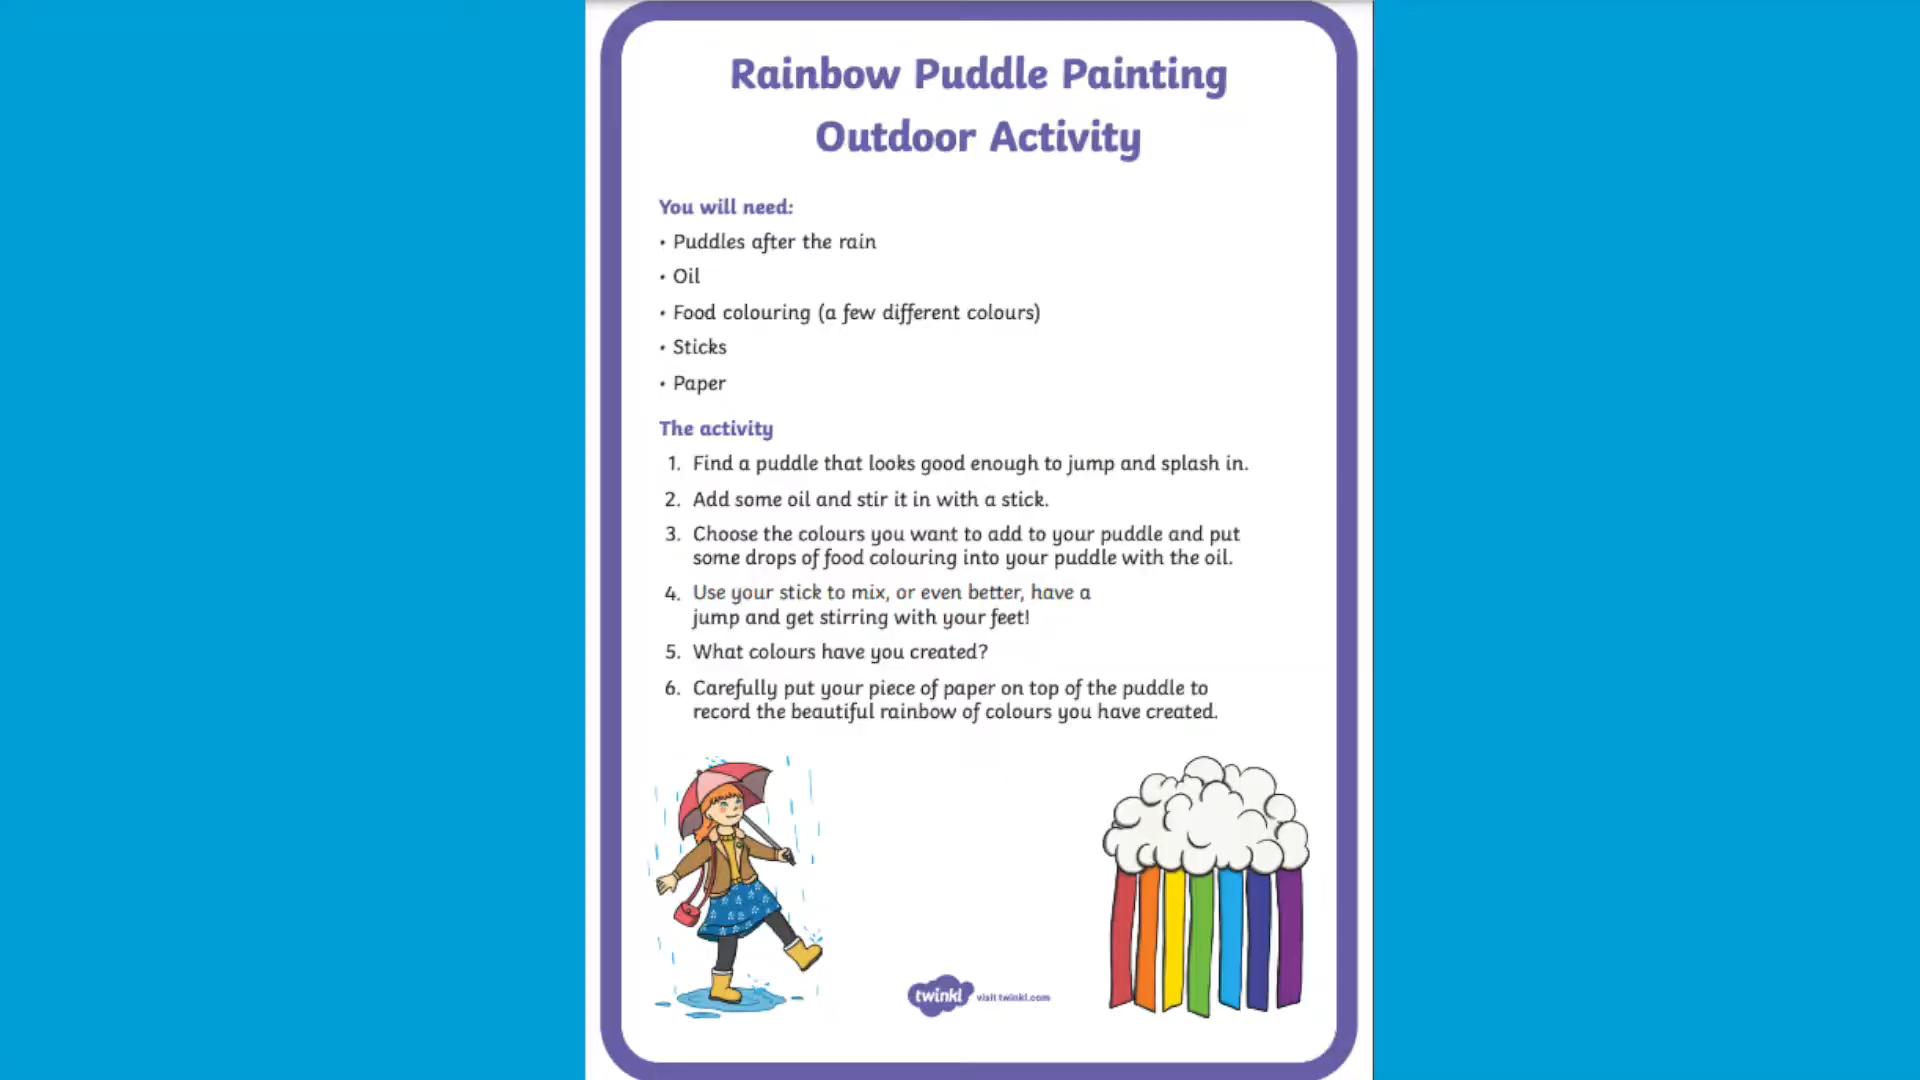 Rainbow Puddle Painting
Outdoor Activity
You will need:
• Puddles after the rain
• Oil
• Food colouring (a few different colours)
• Sticks
• Paper
The activity
1. Find a puddle that looks good enough to jump and splash in.
2. Add some oil and stir it in with a stick.
3. Choose the colours you want to add to your puddle and put
some drops of food colouring into your puddle with the oil.
4. Use your stick to mix, or even better, have a
jump and get stirring with your feet!
5. What colours have you created?
6. Carefully put your piece of paper on top of the puddle to
record the beautiful rainbow of colours you have created.
twinkl visit twinkl.com